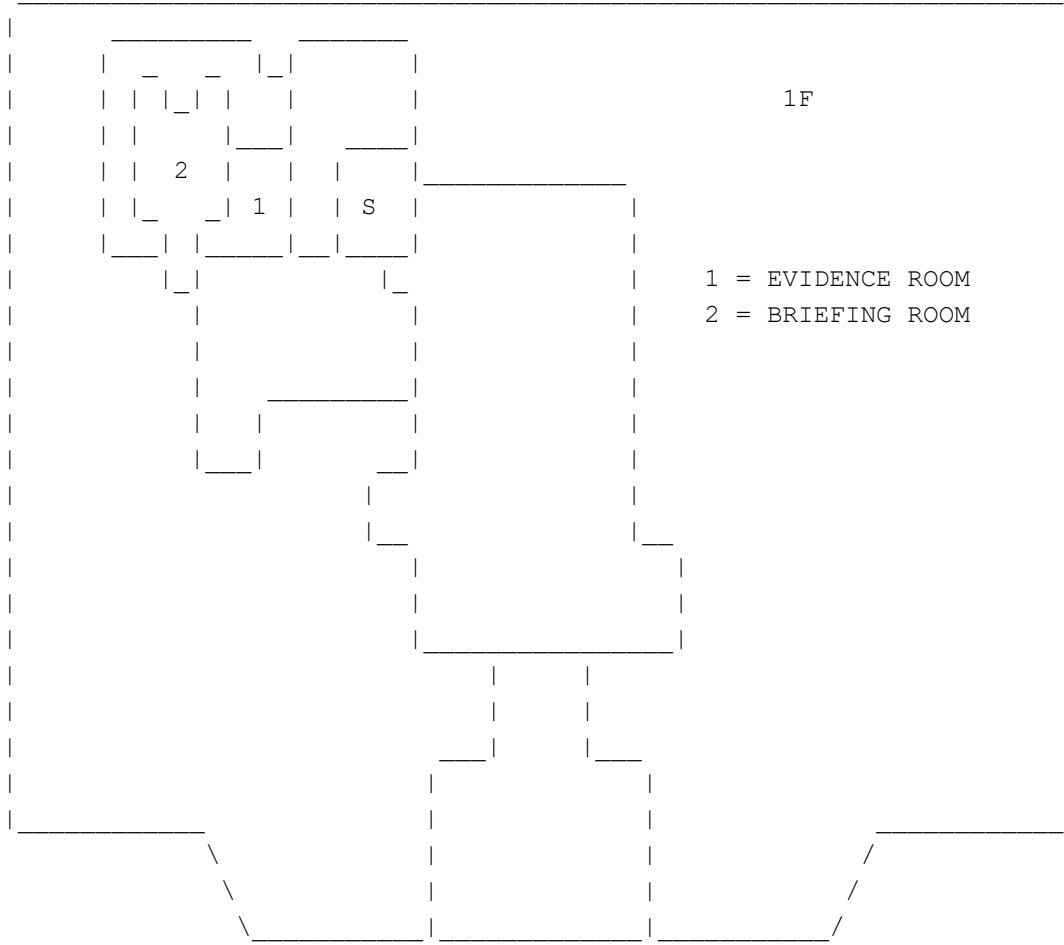 1F
2
1 S
1 = EVIDENCE ROOM
2 = BRIEFING ROOM